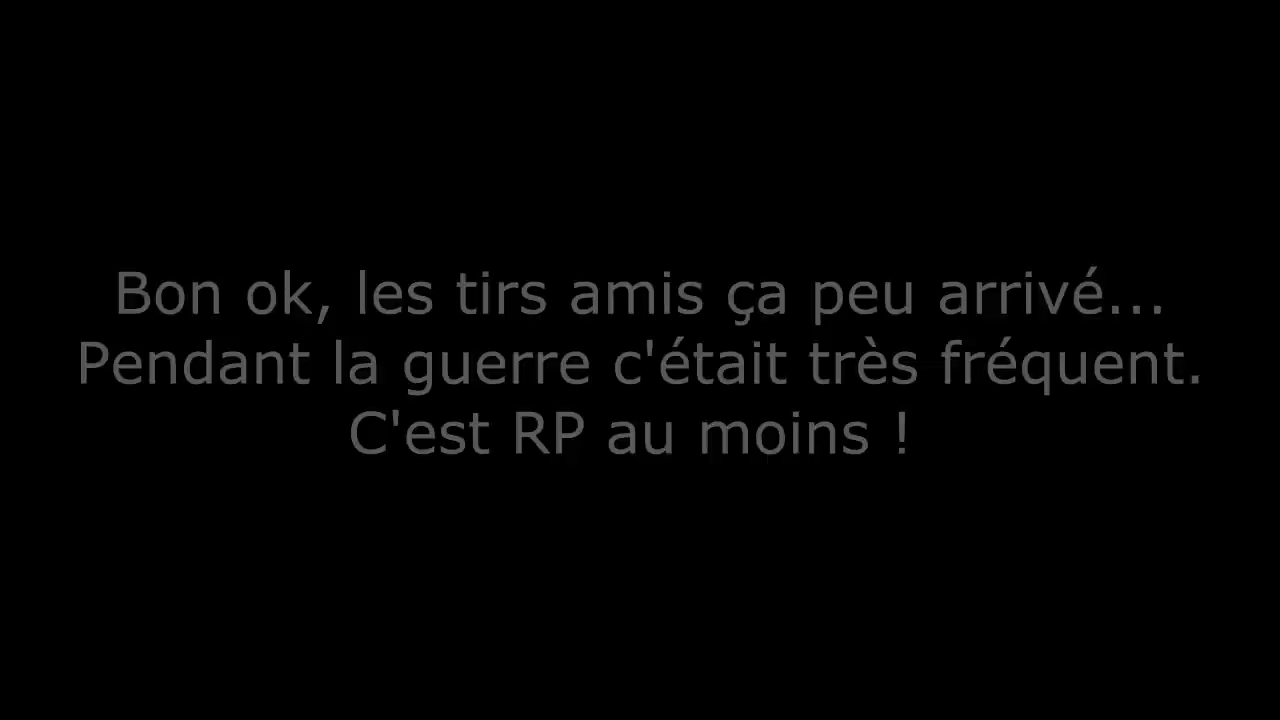 Bon ok, les tirs amis ça peu arrivé...
Pendant la guerre c'était très fréquent.
C'est RP au moins !